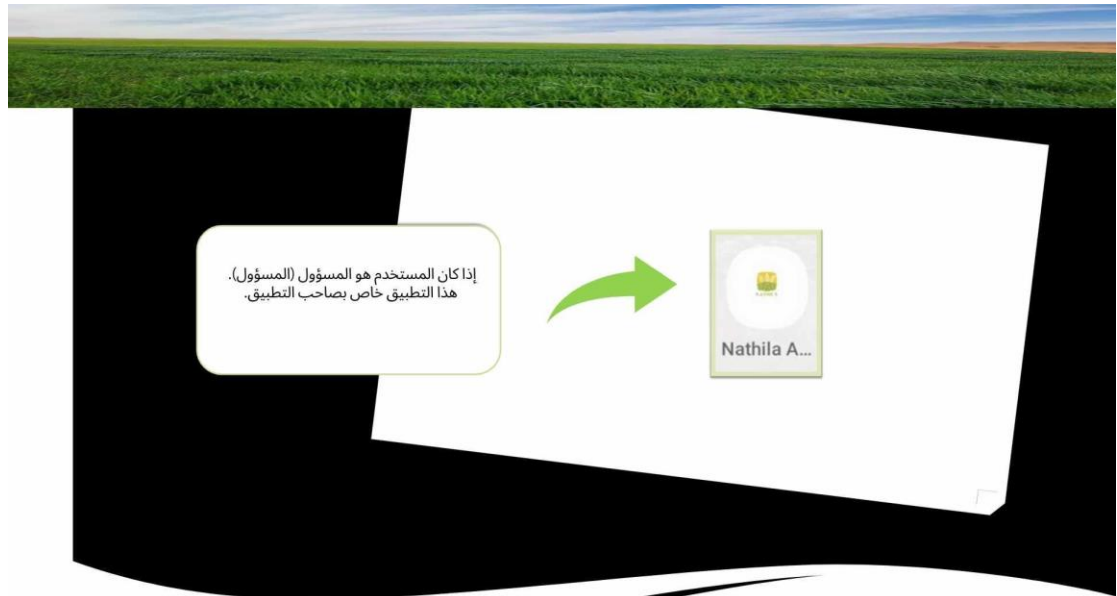 إذا كان المستخدم هو المسؤول (المسؤول).
هذا التطبيق خاص بصاحب التطبيق.
Nathila A...